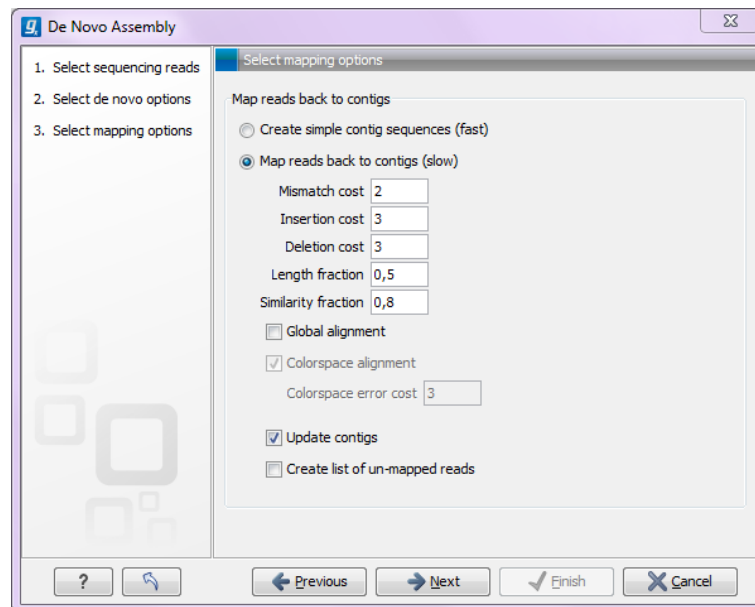 De Novo Assembly
1. Select sequencing reads
2. Select de novo options
3. Select mapping options
Select mapping options
Map reads back to contigs
Create simple contig sequences (fast)
Map reads back to contigs (slow)
Mismatch cost 2
Insertion cost 3
Deletion cost 3
Length fraction 0,5
Similarity fraction 0,8
Global alignment
Colorspace alignment
Colorspace error cost 3
Update contigs
Create list of un-mapped reads
? Previous Next Finish Cancel